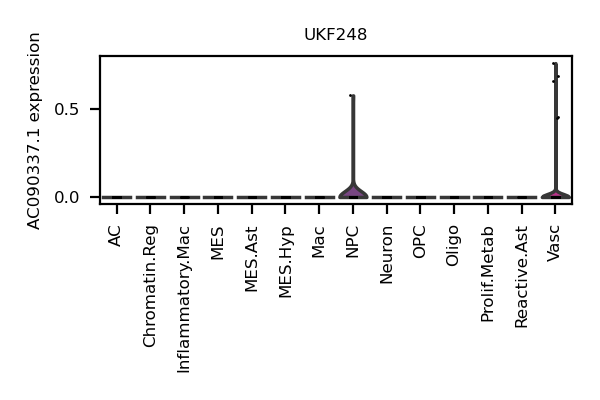 UKF248
AC090337.1 expression
0.5
0.0
AC
Chromatin.Reg
Inflammatory.Mac
MES
MES.Ast
MES.Hyp
Mac
NPC
Neuron
OPC
Oligo
Prolif.Metab
Reactive.Ast
Vasc